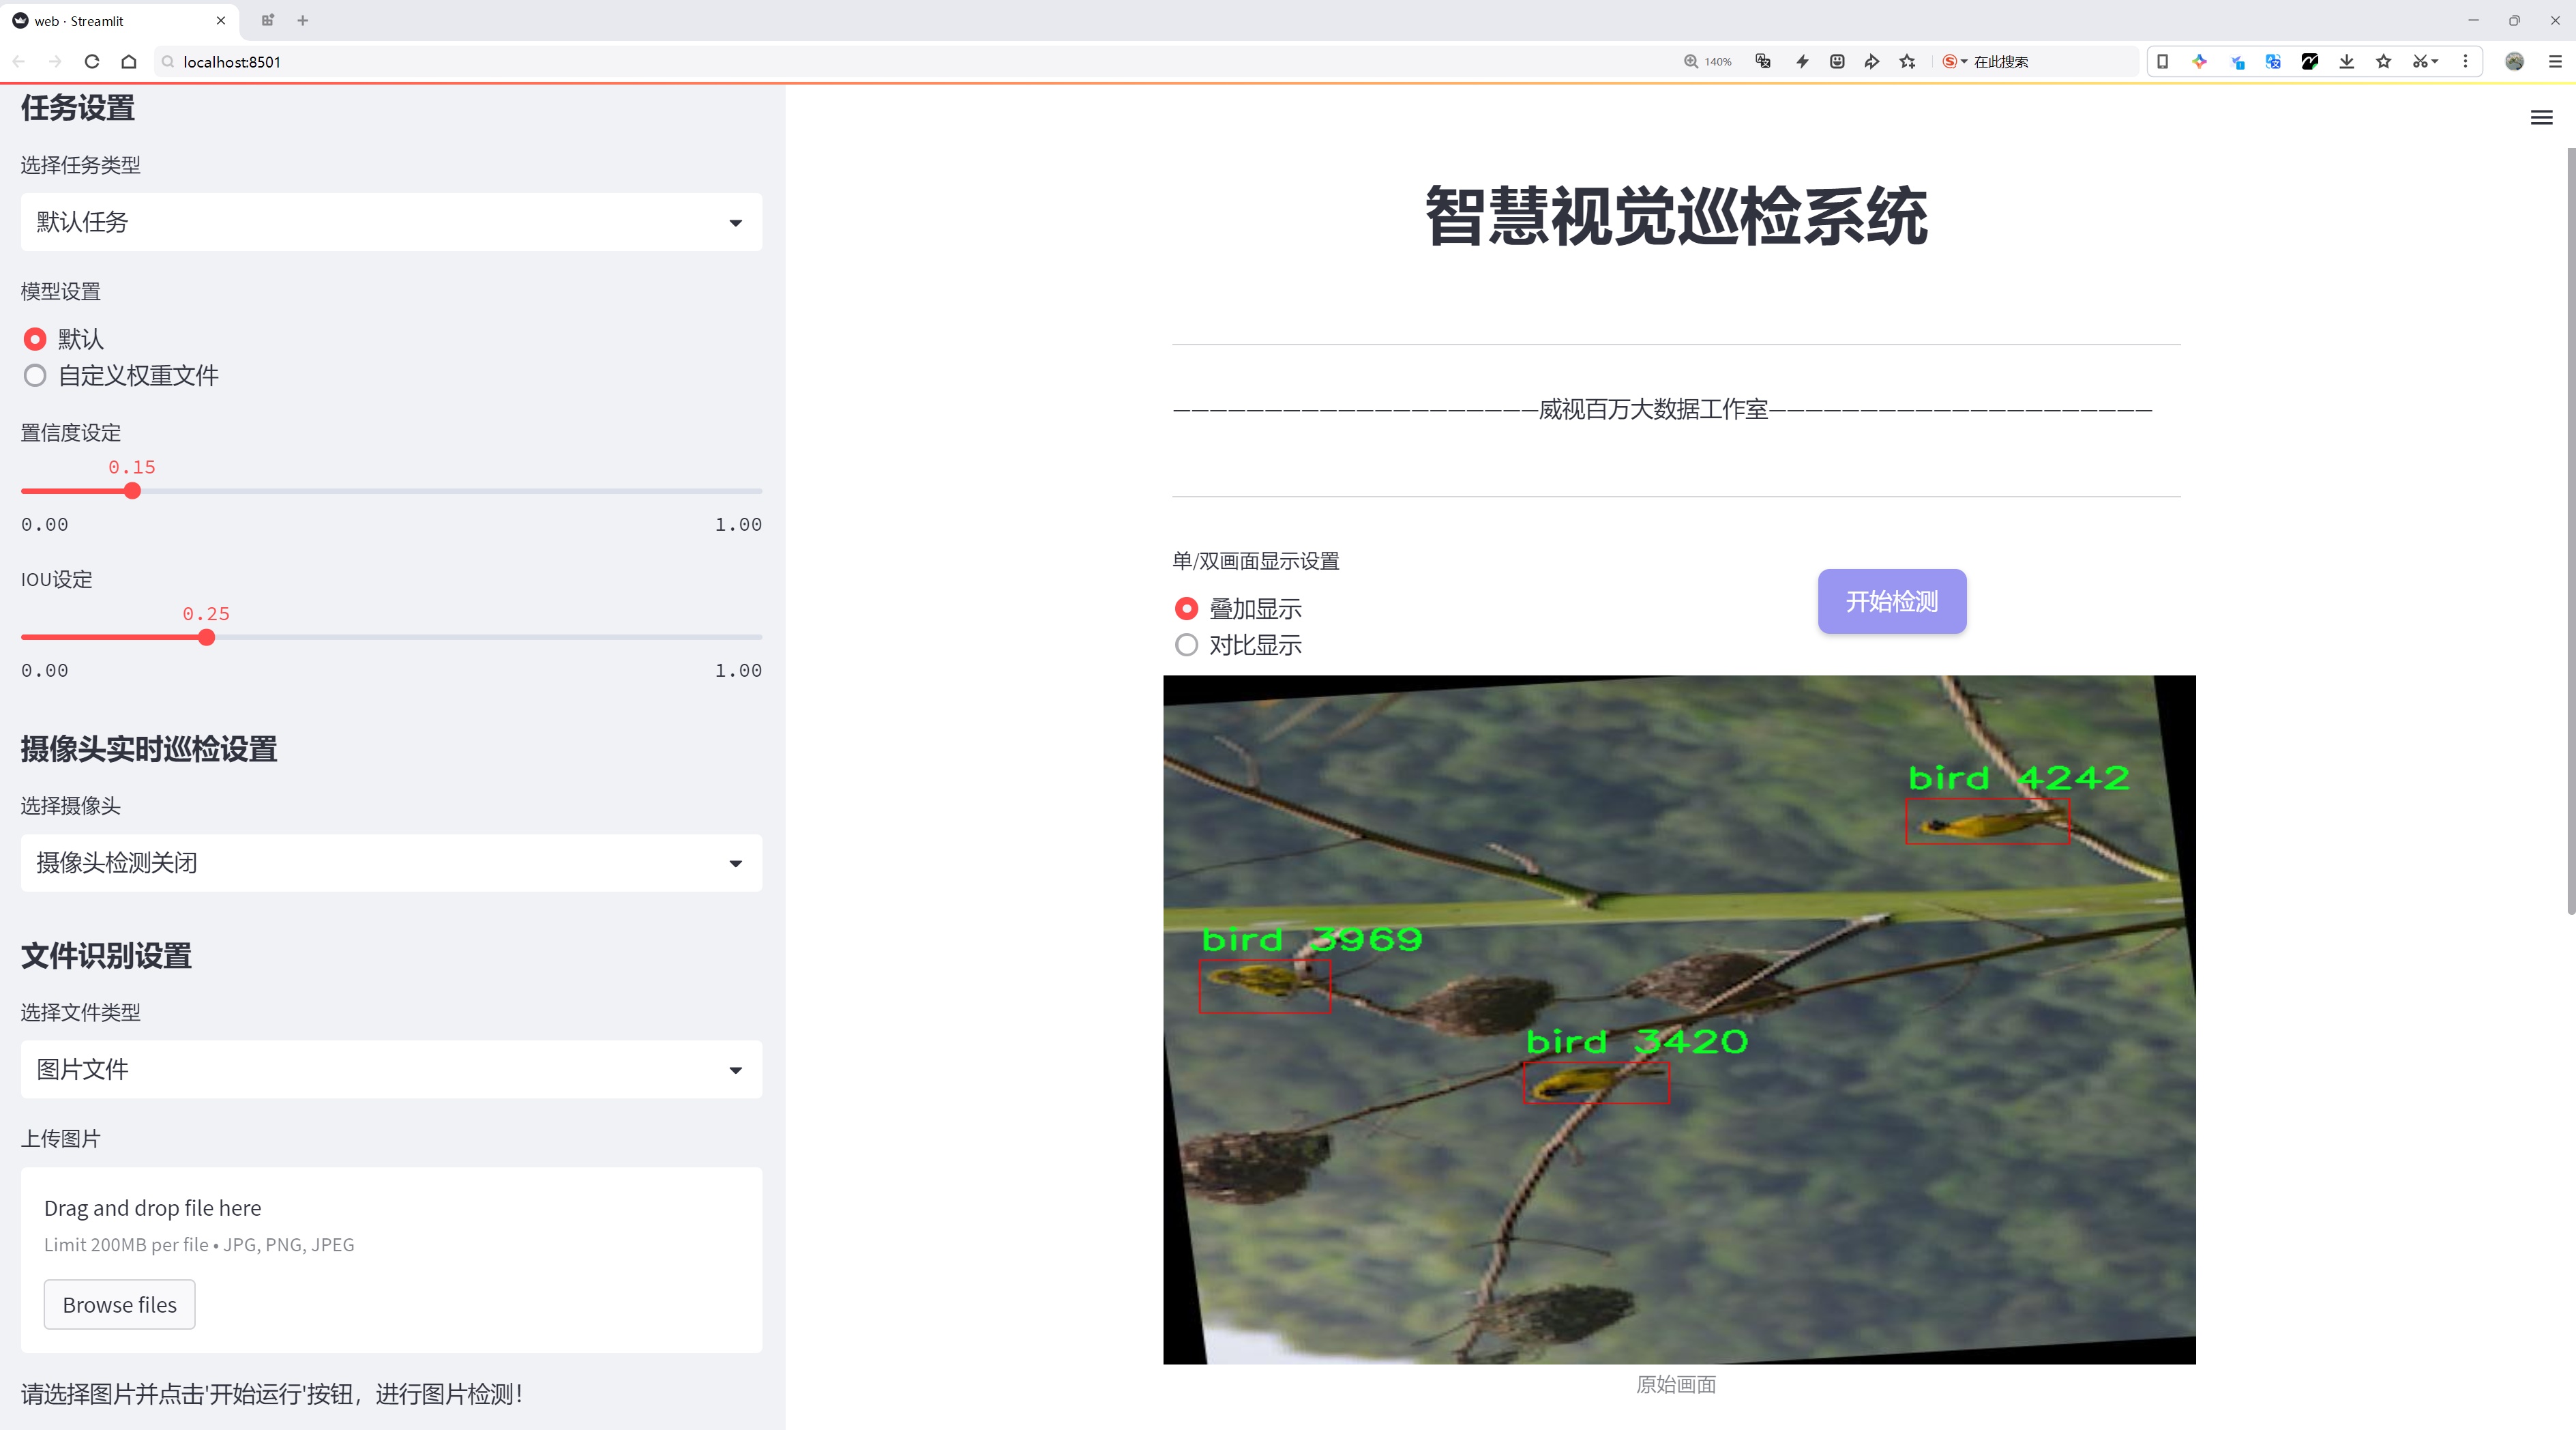 web · Streamlit
localhost:8501
140%
在此搜索
任务设置
选择任务类型
默认任务
模型设置
默认
自定义权重文件
置信度设定
0.15
0.00
1.00
IOU设定
0.25
0.00
1.00
摄像头实时巡检设置
选择摄像头
摄像头检测关闭
文件识别设置
选择文件类型
图片文件
上传图片
Drag and drop file here
Limit 200MB per file • JPG, PNG, JPEG
Browse files
请选择图片并点击'开始运行'按钮，进行图片检测！
智慧视觉巡检系统
—————————————————————威视百万大数据工作室—————————————————————
单/双画面显示设置
叠加显示
对比显示
开始检测
bird 4242
bird 3969
bird 3420
原始画面